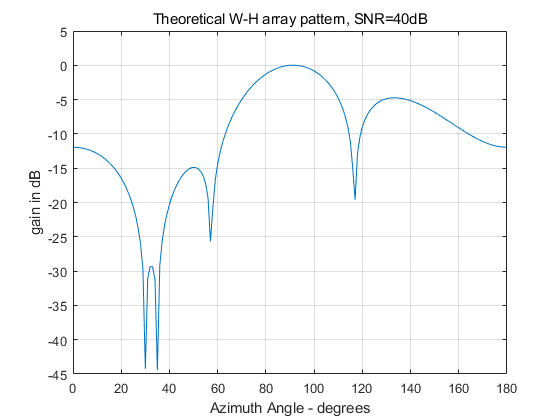 Theoretical W-H array pattern, SNR=40dB
5
0
-5
-10
-15
-20
-25
-30
-35
-40
-45
gain in dB
0 20 40 60 80 100 120 140 160 180
Azimuth Angle - degrees